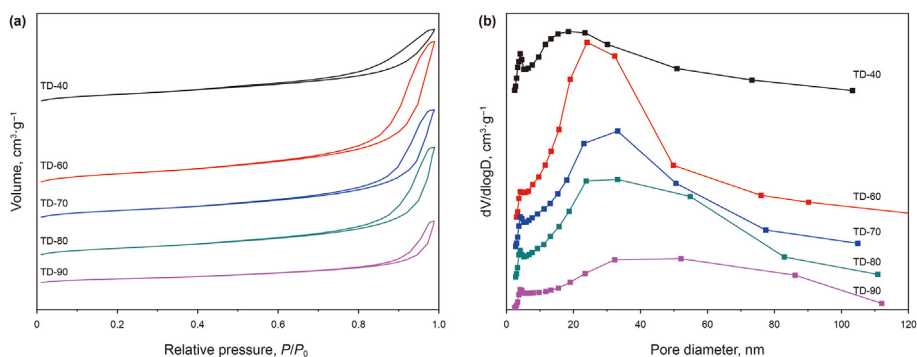 (a)
Volume, cm³·g⁻¹
TD-40
TD-60
TD-70
TD-80
TD-90
0
0.2
0.4
0.6
0.8
1.0
Relative pressure, P/P₀
(b)
dV/dlogD, cm³·g⁻¹
TD-40
TD-60
TD-70
TD-80
TD-90
0
20
40
60
80
100
120
Pore diameter, nm